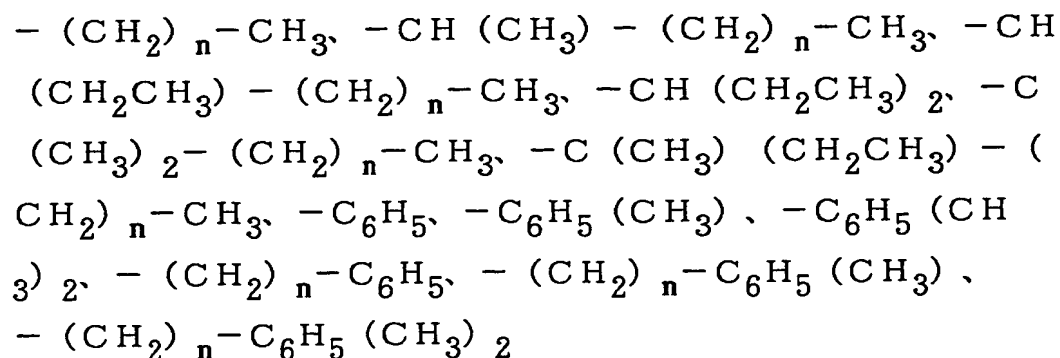 －(CH₂)ₙ－CH₃、－CH(CH₃)－(CH₂)ₙ－CH₃、－CH
(CH₂CH₃)－(CH₂)ₙ－CH₃、－CH(CH₂CH₃)₂、－C
(CH₃)₂－(CH₂)ₙ－CH₃、－C(CH₃)(CH₂CH₃)－(
CH₂)ₙ－CH₃、－C₆H₅、－C₆H₅(CH₃)、－C₆H₅(CH
₃)₂、－(CH₂)ₙ－C₆H₅、－(CH₂)ₙ－C₆H₅(CH₃)、
－(CH₂)ₙ－C₆H₅(CH₃)₂